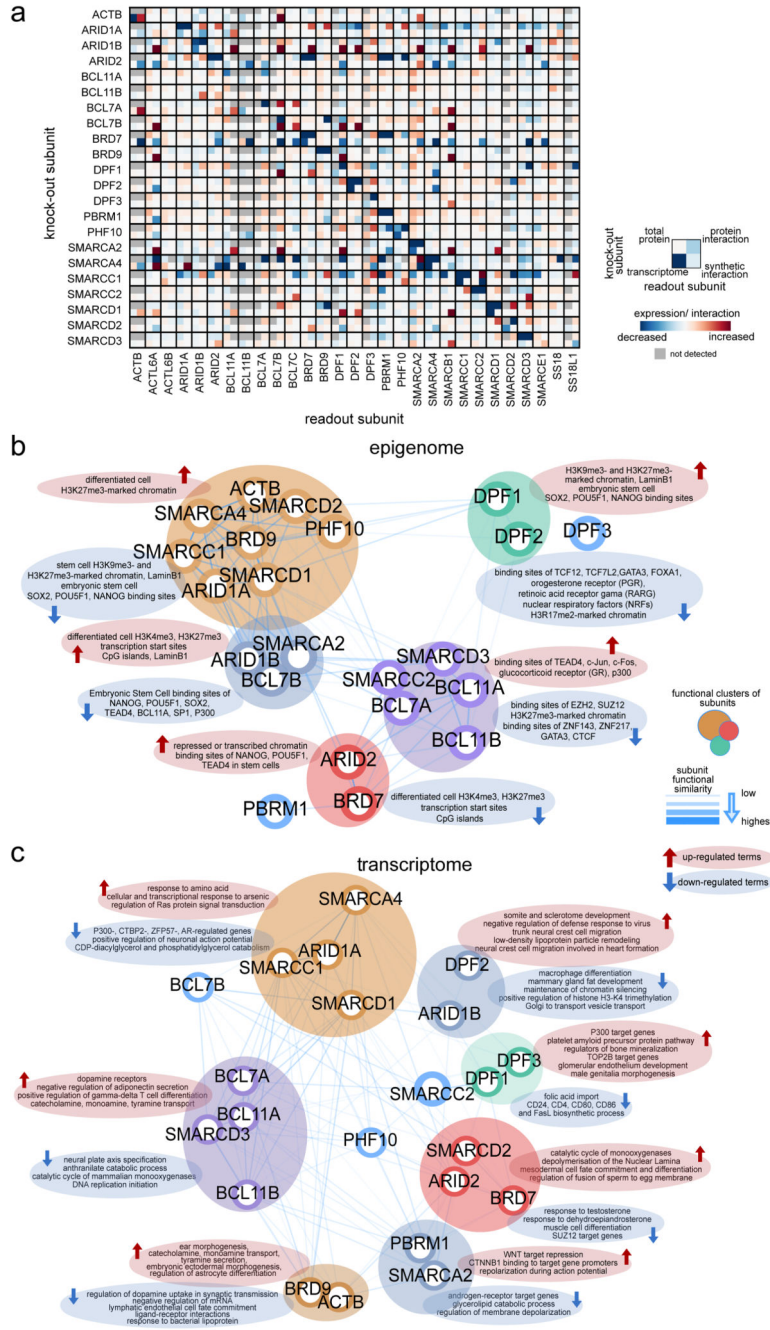 a
knock-out subunit
ACTB
ARID1A
ARID1B
ARID2
BCL11A
BCL11B
BCL7A
BCL7B
BRD7
BRD9
DPF1
DPF2
DPF3
PBRM1
PHF10
SMARCA2
SMARCA4
SMARCC1
SMARCC2
SMARCD1
SMARCD2
SMARCD3
ACTB
ACTL6A
ACTL6B
ARID1A
ARID1B
ARID2
BCL11A
BCL11B
BCL7A
BCL7B
BCL7C
BRD7
BRD9
DPF1
DPF2
DPF3
PBRM1
PHF10
SMARCA2
SMARCA4
SMARCB1
SMARCC1
SMARCC2
SMARCD1
SMARCD2
SMARCD3
SMARCE1
SS18
SS18L1
readout subunit
knock-out
subunit
total
protein
protein
interaction
transcriptome
synthetic
interaction
readout subunit
expression/ interaction
decreased
increased
not detected
b
epigenome
differentiated cell
H3K27me3-marked chromatin
ACTB
SMARCD2
SMARCA4
PHF10
BRD9
SMARCC1
SMARCD1
ARID1A
stem cell H3K9me3- and
H3K27me3-marked chromatin, LaminB1
embryonic stem cell
SOX2, POU5F1, NANOG binding sites
DPF1
DPF2
DPF3
H3K9me3- and H3K27me3-
marked chromatin, LaminB1
embryonic stem cell
SOX2, POU5F1, NANOG binding sites
binding sites of TCF12, TCF7L2,GATA3, FOXA1,
orogesterone receptor (PGR),
retinoic acid receptor gama (RARG)
nuclear respiratory factors (NRFs)
H3R17me2-marked chromatin
differentiated cell H3K4me3, H3K27me3
transcription start sites
CpG islands, LaminB1
SMARCA2
ARID1B
BCL7B
Embryonic Stem Cell binding sites of
NANOG, POU5F1, SOX2,
TEAD4, BCL11A, SP1, P300
SMARCD3
SMARCC2
BCL11A
BCL7A
BCL11B
binding sites of TEAD4, c-Jun, c-Fos,
glucocorticoid receptor (GR), p300
binding sites of EZH2, SUZ12
H3K27me3-marked chromatin
binding sites of ZNF143, ZNF217,
GATA3, CTCF
functional clusters of
subunits
repressed or transcribed chromatin
binding sites of NANOG, POU5F1,
TEAD4 in stem cells
ARID2
BRD7
PBRM1
differentiated cell H3K4me3, H3K27me3
transcription start sites
CpG islands
subunit
functional
similarity
low
highes
up-regulated terms
down-regulated terms
c
transcriptome
response to amino acid
cellular and transcriptional response to arsenic
regulation of Ras protein signal transduction
P300-, CTBP2-, ZFP57-, AR-regulated genes
positive regulation of neuronal action potential
CDP-diacylglycerol and phosphatidylglycerol catabolism
SMARCA4
ARID1A
SMARCC1
SMARCD1
BCL7B
somite and sclerotome development
negative regulation of defense response to virus
trunk neural crest cell migration
low-density lipoprotein particle remodeling
neural crest cell migration involved in heart formation
DPF2
ARID1B
macrophage differentiation
mammary gland fat development
maintenance of chromatin silencing
positive regulation of histone H3-K4 trimethylation
Golgi to transport vesicle transport
DPF3
DPF1
SMARCC2
P300 target genes
platelet amyloid precursor protein pathway
regulators of bone mineralization
TOP2B target genes
glomerular endothelium development
male genitalia morphogenesis
folic acid import
CD24, CD4, CD80, CD86
and FasL biosynthetic process
dopamine receptors
negative regulation of adiponectin secretion
positive regulation of gamma-delta T cell differentiation
catecholamine, monoamine, tyramine transport
BCL7A
BCL11A
SMARCD3
BCL11B
PHF10
neural plate axis specification
anthranilate catabolic process
catalytic cycle of mammalian monooxygenases
DNA replication initiation
SMARCD2
ARID2
BRD7
catalytic cycle of monooxygenases
depolymerisation of the Nuclear Lamina
mesodermal cell fate commitment and differentiation
regulation of fusion of sperm to egg membrane
response to testosterone
response to dehydroepiandrosterone
muscle cell differentiation
SUZ12 target genes
ear morphogenesis,
catecholamine, monoamine transport,
tyramine secretion,
embryonic ectodermal morphogenesis,
regulation of astrocyte differentiation
regulation of dopamine uptake in synaptic transmission
negative regulation of mRNA
lymphatic endothelial cell fate commitment
ligand-receptor interactions
response to bacterial lipoprotein
BRD9
ACTB
PBRM1
SMARCA2
WNT target repression
CTNNB1 binding to target gene promoters
repolarization during action potential
androgen-receptor target genes
glycerolipid catabolic process
regulation of membrane depolarization